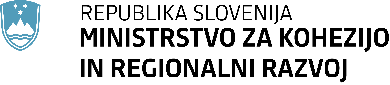 REPUBLIKA SLOVENIJA
MINISTRSTVO ZA KOHEZIJO
IN REGIONALNI RAZVOJ